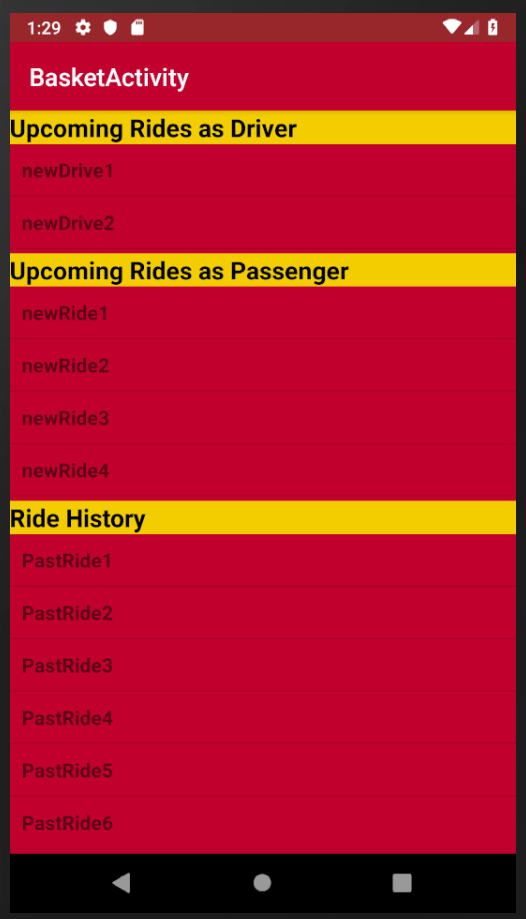 1:29
BasketActivity
Upcoming Rides as Driver
newDrive1
newDrive2
Upcoming Rides as Passenger
newRide1
newRide2
newRide3
newRide4
Ride History
PastRide1
PastRide2
PastRide3
PastRide4
PastRide5
PastRide6